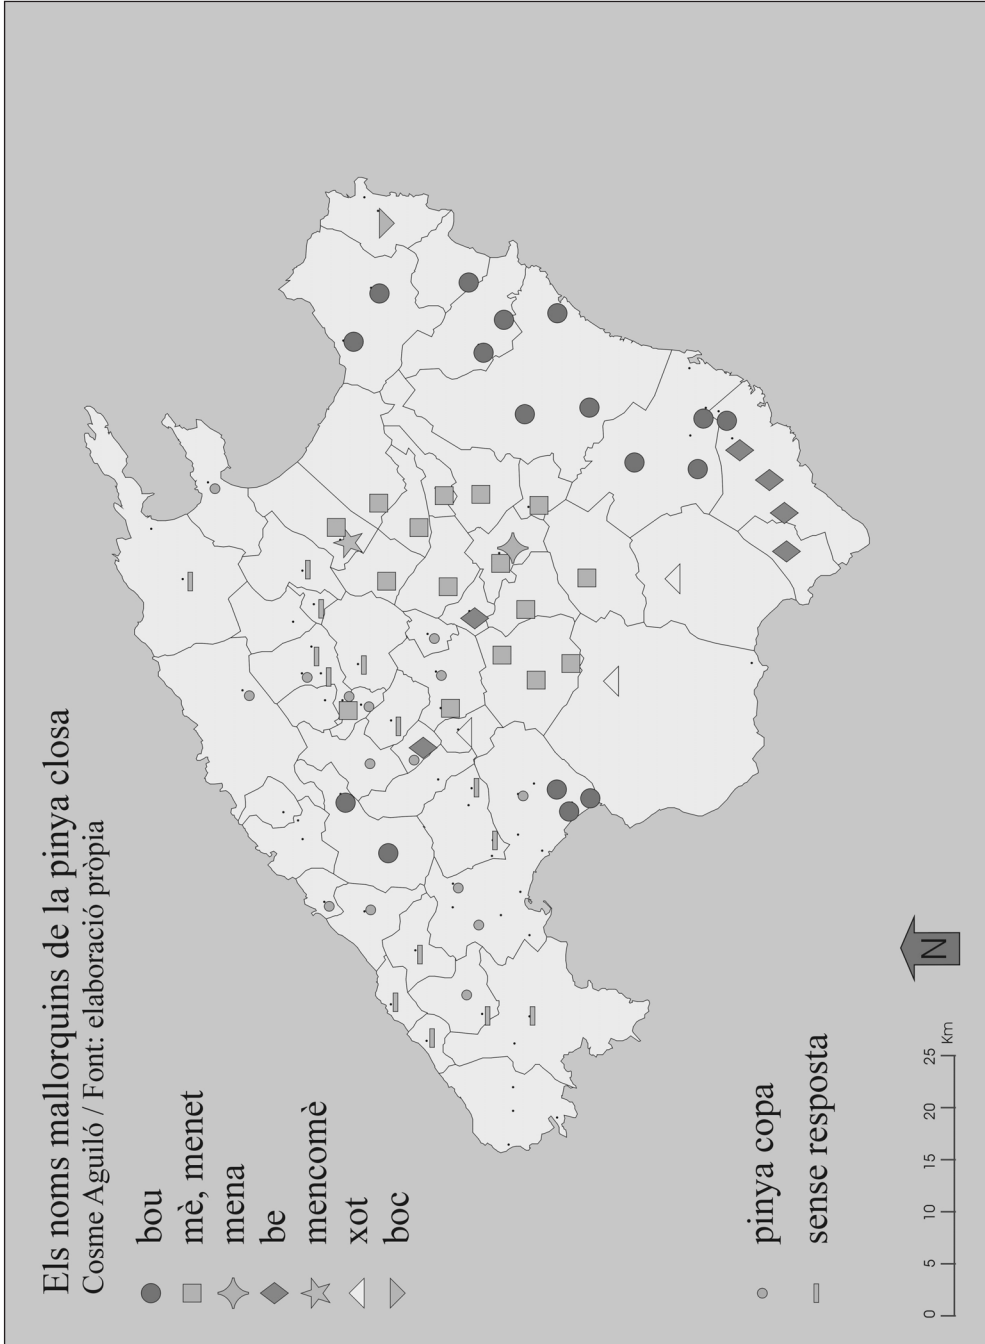 Els noms mallorquins de la pinya closa
Cosme Aguiló / Font: elaboració pròpia
bou
mè, menet
mena
be
mencomè
xot
boc
pinya copa
sense resposta
0 5 10 15 20 25
Km
N